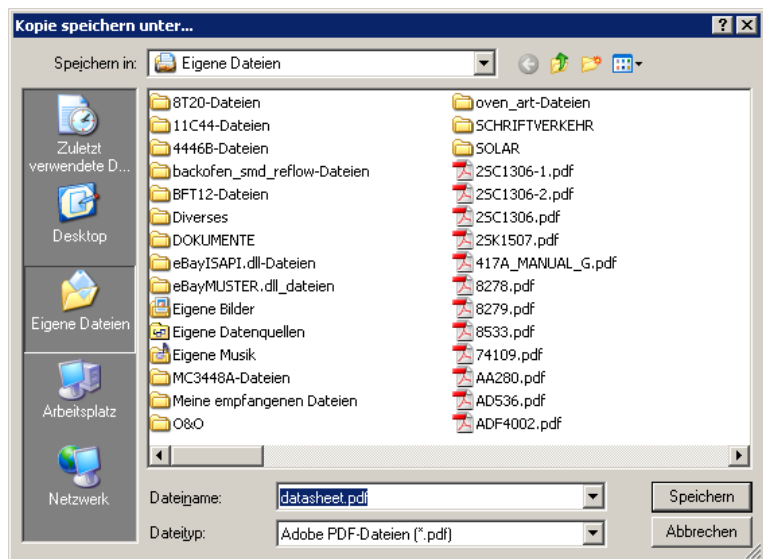 Kopie speichern unter...
Speichern in:
Eigene Dateien
Zuletzt
verwendete D...
Desktop
Eigene Dateien
Arbeitsplatz
Netzwerk
8T20-Dateien
11C44-Dateien
4446B-Dateien
backofen_smd_reflow-Dateien
BFT12-Dateien
Diverses
DOKUMENTE
eBayISAPI.dll-Dateien
eBayMUSTER.dll_dateien
Eigene Bilder
Eigene Datenquellen
Eigene Musik
MC3448A-Dateien
Meine empfangenen Dateien
O&O
oven_art-Dateien
SCHRIFTVERKEHR
SOLAR
2SC1306-1.pdf
2SC1306-2.pdf
2SC1306.pdf
2SK1507.pdf
417A_MANUAL_G.pdf
8278.pdf
8279.pdf
8533.pdf
74109.pdf
AA280.pdf
AD536.pdf
ADF4002.pdf
Dateiname:
datasheet.pdf
Speichern
Dateityp:
Adobe PDF-Dateien (*.pdf)
Abbrechen